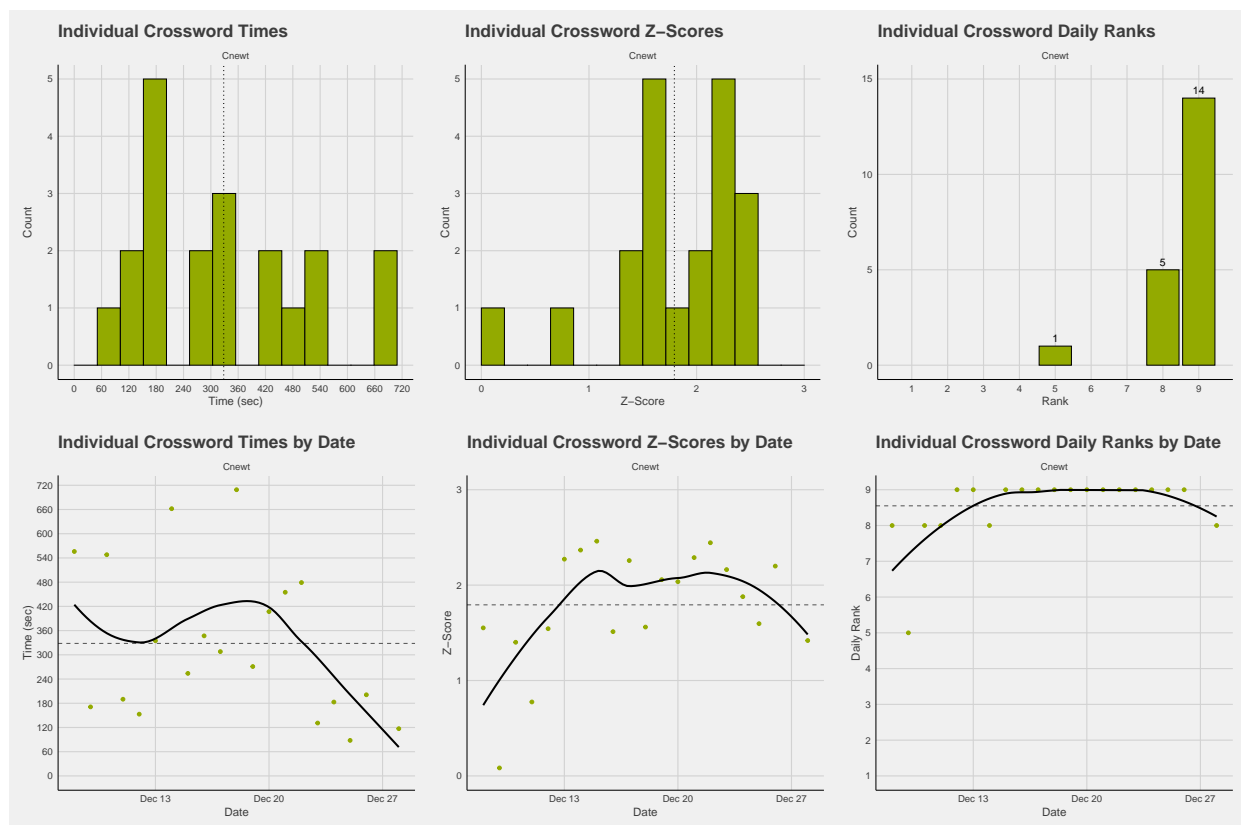 Individual Crossword Times
Cnewt
5
4
3
2
1
0
Count
0 60 120 180 240 300 360 420 480 540 600 660 720
Time (sec)
Individual Crossword Z−Scores
Cnewt
5
4
3
2
1
0
Count
0 1 2 3
Z−Score
Individual Crossword Daily Ranks
Cnewt
15
10
5
0
Count
1
5
14
1 2 3 4 5 6 7 8 9
Rank
Individual Crossword Times by Date
Cnewt
720
660
600
540
480
420
360
300
240
180
120
60
0
Time (sec)
Dec 13 Dec 20 Dec 27
Date
Individual Crossword Z−Scores by Date
Cnewt
3
2
1
0
Z−Score
Dec 13 Dec 20 Dec 27
Date
Individual Crossword Daily Ranks by Date
Cnewt
9
8
7
6
5
4
3
2
1
Daily Rank
Dec 13 Dec 20 Dec 27
Date